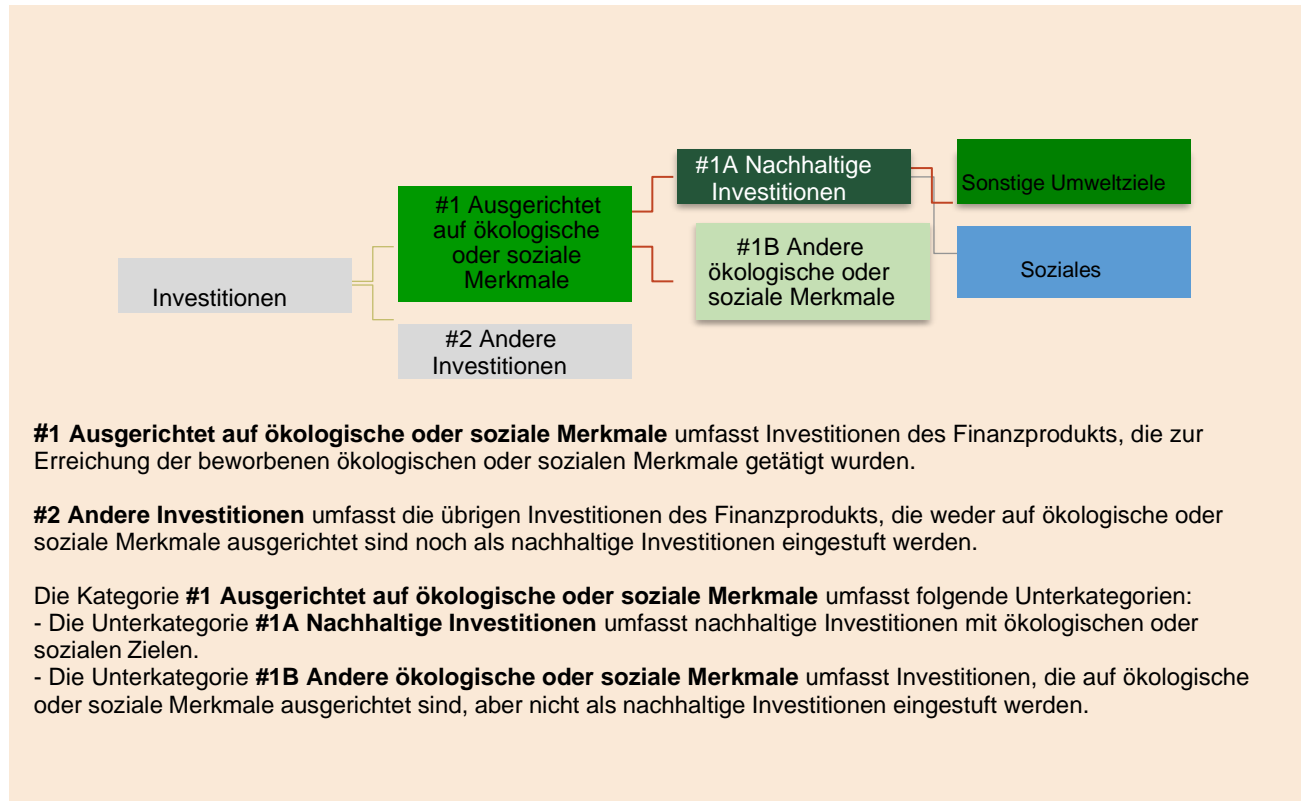 #1A Nachhaltige
Investitionen
Sonstige Umweltziele
#1 Ausgerichtet
auf ökologische
oder soziale
Merkmale
#1B Andere
ökologische oder
soziale Merkmale
Soziales
Investitionen
#2 Andere
Investitionen
#1 Ausgerichtet auf ökologische oder soziale Merkmale umfasst Investitionen des Finanzprodukts, die zur
Erreichung der beworbenen ökologischen oder sozialen Merkmale getätigt wurden.
#2 Andere Investitionen umfasst die übrigen Investitionen des Finanzprodukts, die weder auf ökologische oder
soziale Merkmale ausgerichtet sind noch als nachhaltige Investitionen eingestuft werden.
Die Kategorie #1 Ausgerichtet auf ökologische oder soziale Merkmale umfasst folgende Unterkategorien:
- Die Unterkategorie #1A Nachhaltige Investitionen umfasst nachhaltige Investitionen mit ökologischen oder
sozialen Zielen.
- Die Unterkategorie #1B Andere ökologische oder soziale Merkmale umfasst Investitionen, die auf ökologische
oder soziale Merkmale ausgerichtet sind, aber nicht als nachhaltige Investitionen eingestuft werden.